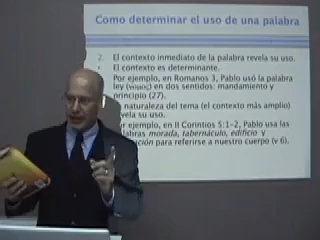 Como determinar el uso de una palabra
2. El contexto inmediato de la palabra revela su uso.
• El contexto es determinante.
Por ejemplo, en Romanos 3, Pablo usó la palabra
ley (νομος) en dos sentidos: mandamiento y
principio (27).
naturaleza del tema (el contexto más amplio)
vela su uso.
r ejemplo, en II Corintios 5:1-2, Pablo usa las
labras morada, tabernáculo, edificio y
para referirse a nuestro cuerpo (v 6).